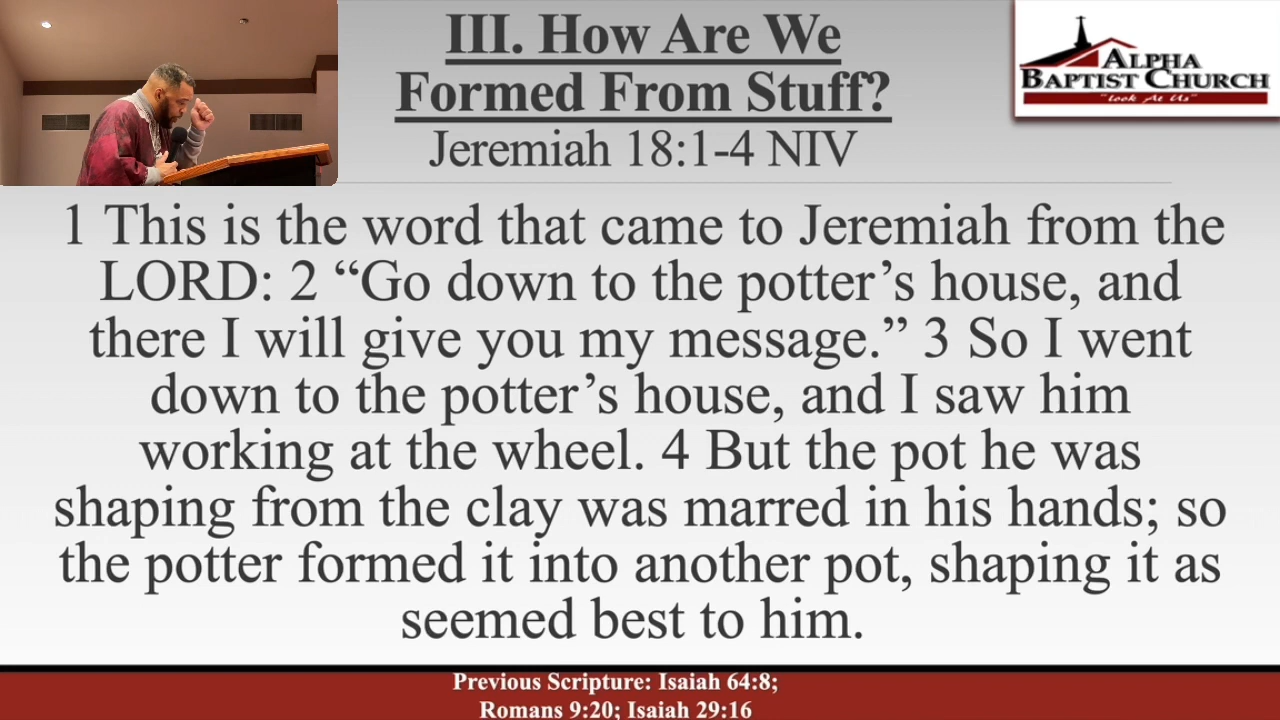 III. How Are We
Formed From Stuff?
Jeremiah 18:1-4 NIV
ALPHA
BAPTIST CHURCH
"look At Us"
1 This is the word that came to Jeremiah from the
LORD: 2 “Go down to the potter’s house, and
there I will give you my message.” 3 So I went
down to the potter’s house, and I saw him
working at the wheel. 4 But the pot he was
shaping from the clay was marred in his hands; so
the potter formed it into another pot, shaping it as
seemed best to him.
Previous Scripture: Isaiah 64:8;
Romans 9:20; Isaiah 29:16